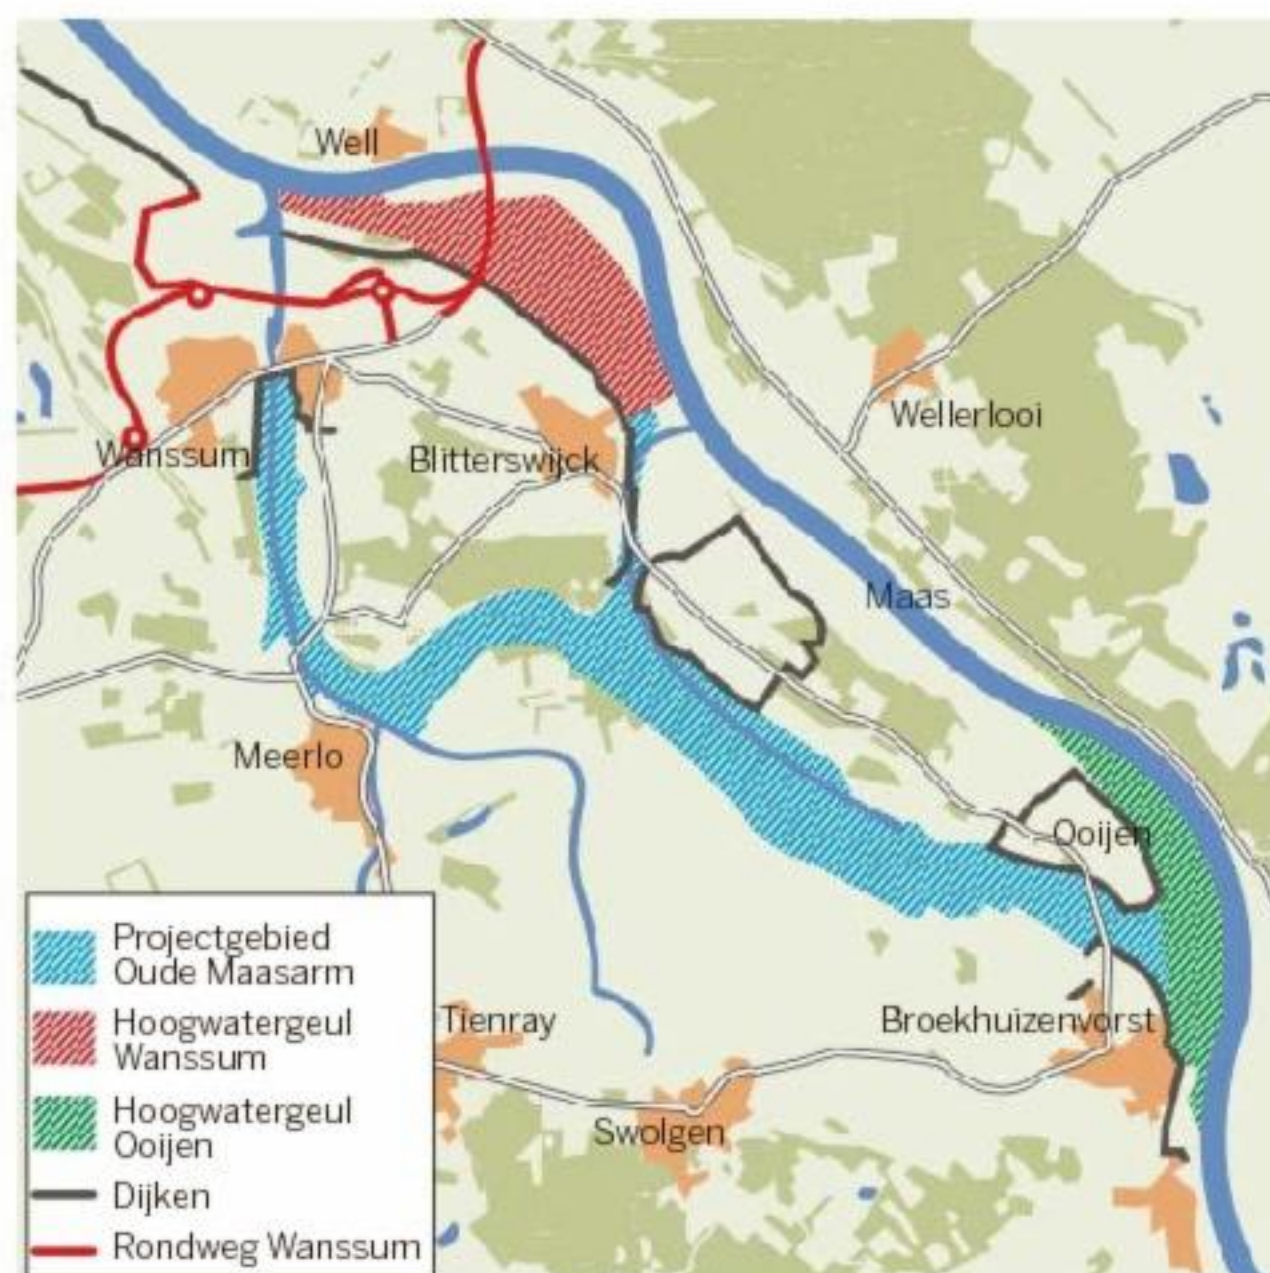 Well
Wellerlooi
Wanssum
Blitterswijck
Maas
Meerlo
Ooijen
Projectgebied
Oude Maasarm
Hoogwatergeul
Wanssum
Hoogwatergeul
Ooijen
Dijken
Rondweg Wanssum
Tienray
Broekhuizenvorst
Swolgen